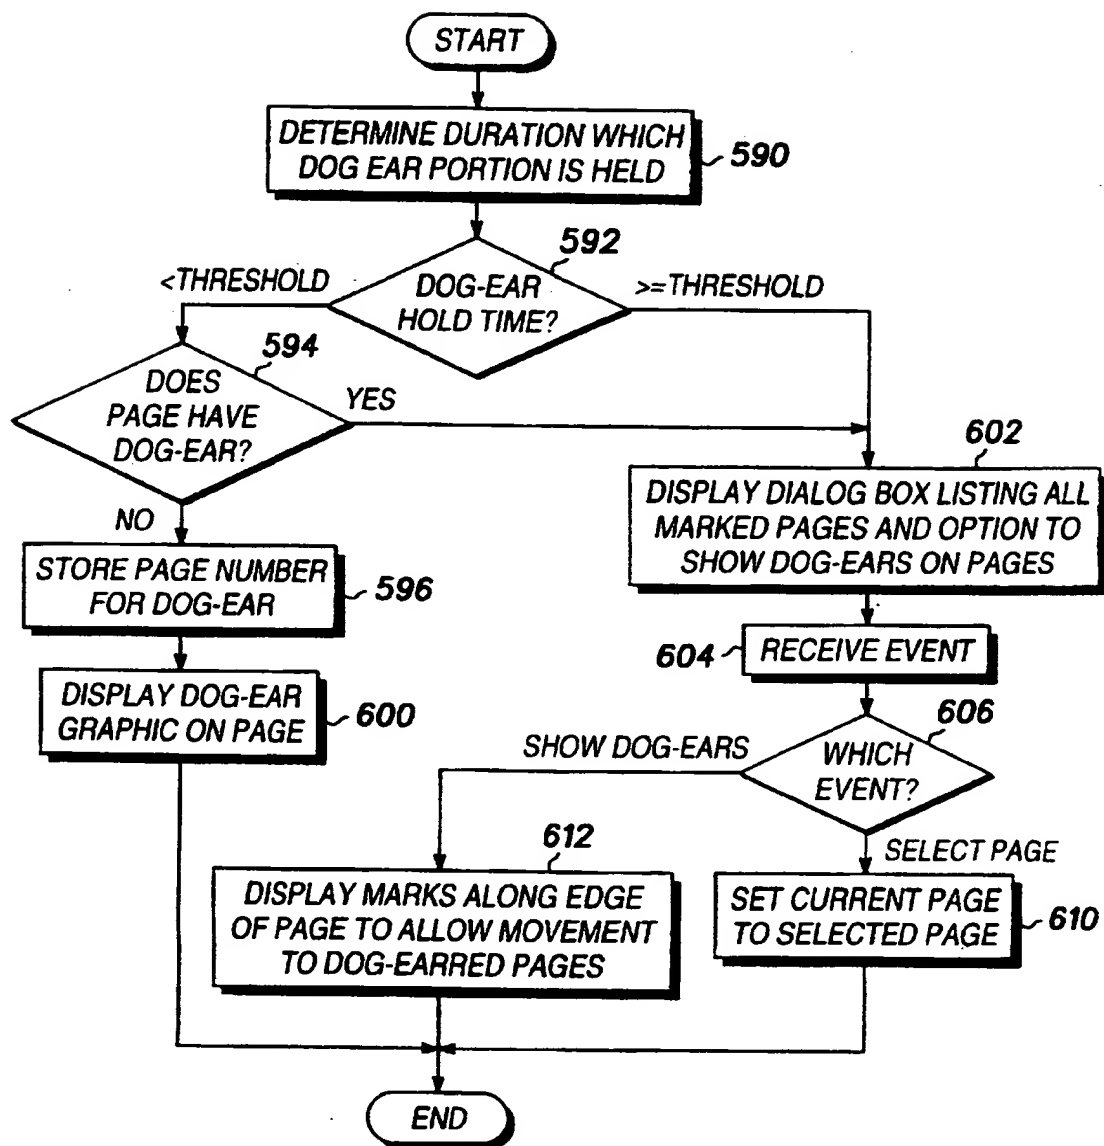 START
DETERMINE DURATION WHICH
DOG EAR PORTION IS HELD
590
592
<THRESHOLD
DOG-EAR
HOLD TIME?
>=THRESHOLD
594
DOES
PAGE HAVE
DOG-EAR?
YES
NO
602
DISPLAY DIALOG BOX LISTING ALL
MARKED PAGES AND OPTION TO
SHOW DOG-EARS ON PAGES
STORE PAGE NUMBER
FOR DOG-EAR
596
604
RECEIVE EVENT
DISPLAY DOG-EAR
GRAPHIC ON PAGE
600
606
SHOW DOG-EARS
WHICH
EVENT?
SELECT PAGE
612
DISPLAY MARKS ALONG EDGE
OF PAGE TO ALLOW MOVEMENT
TO DOG-EARRED PAGES
SET CURRENT PAGE
TO SELECTED PAGE
610
END